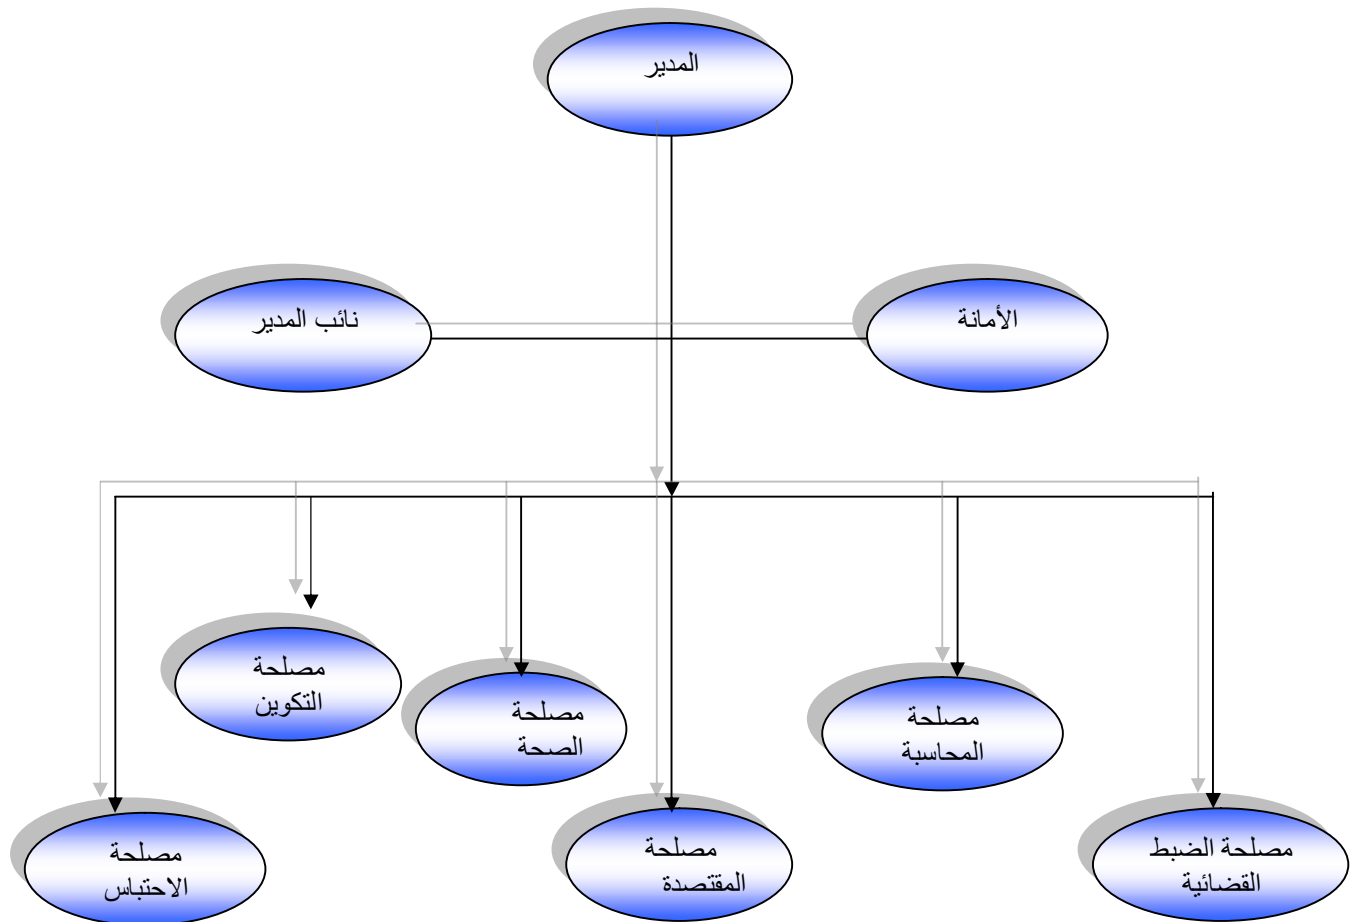 المدير
الأمانة
نائب المدير
مصلحة
التكوين
مصلحة
الصحة
مصلحة
المحاسبة
مصلحة الضبط
القضائية
مصلحة
المقتصدة
مصلحة
الاحتباس